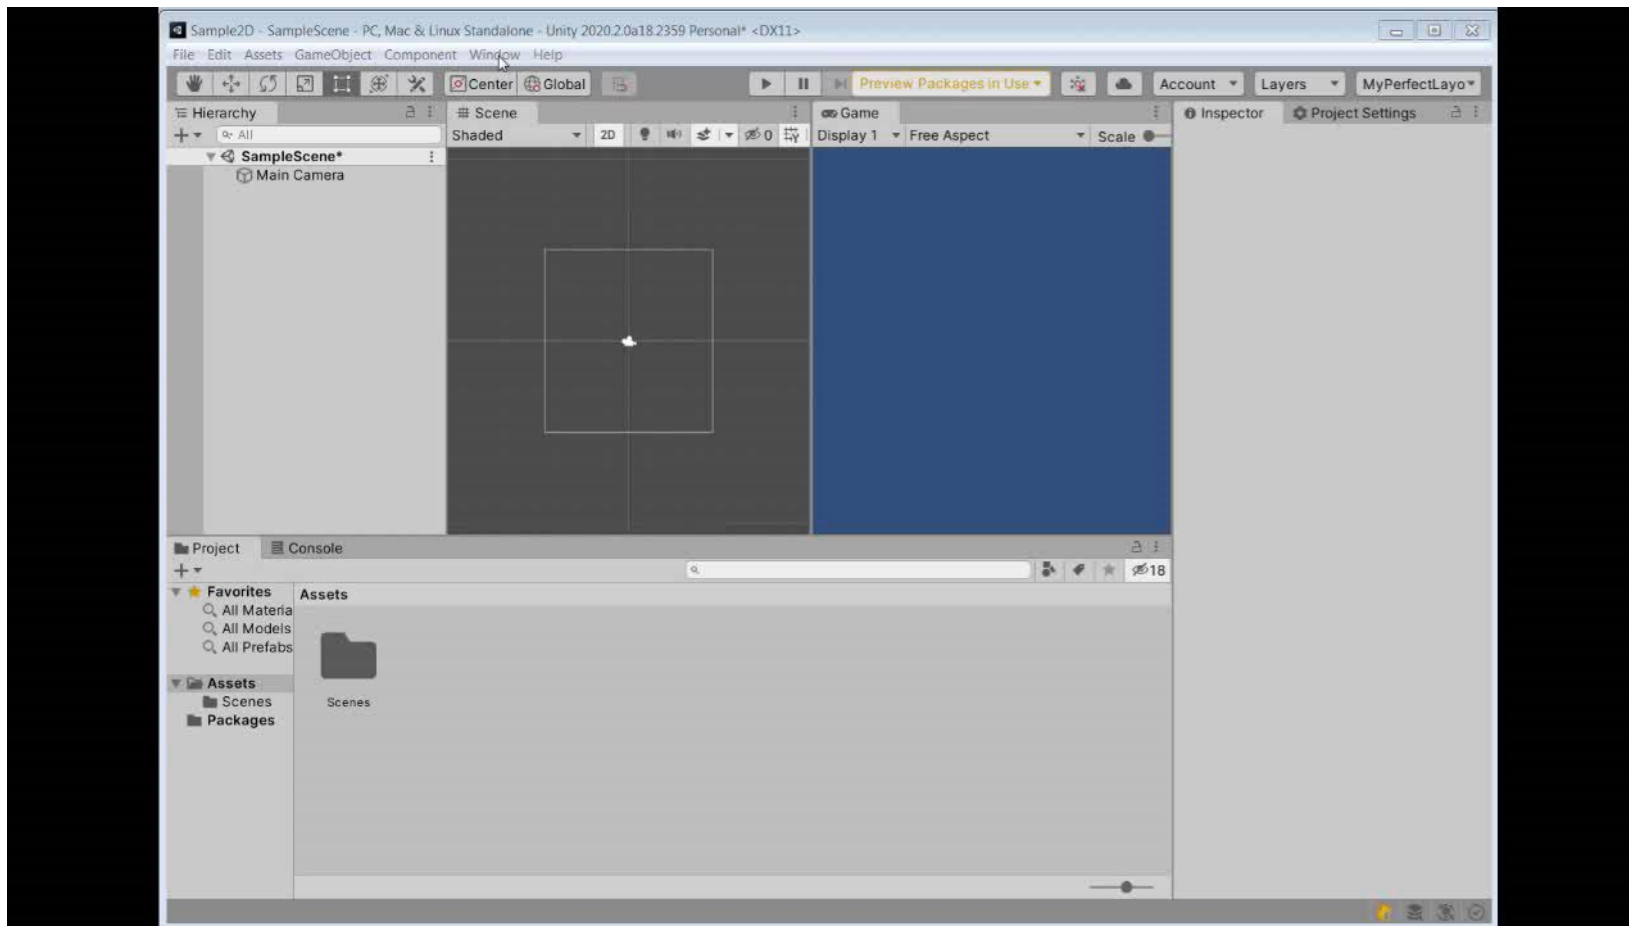 Sample2D - SampleScene - PC, Mac & Linux Standalone - Unity 2020.2.0a18.2359 Personal* <DX11>
File Edit Assets GameObject Component Window Help
Center Global Preview Packages in Use Account Layers MyPerfectLayo
Hierarchy Scene Game Inspector Project Settings
All Shaded 2D 0 Display 1 Free Aspect Scale
SampleScene*
Main Camera
Project Console
18
Favorites Assets
All Materia
All Models
All Prefabs
Assets
Scenes Scenes
Packages